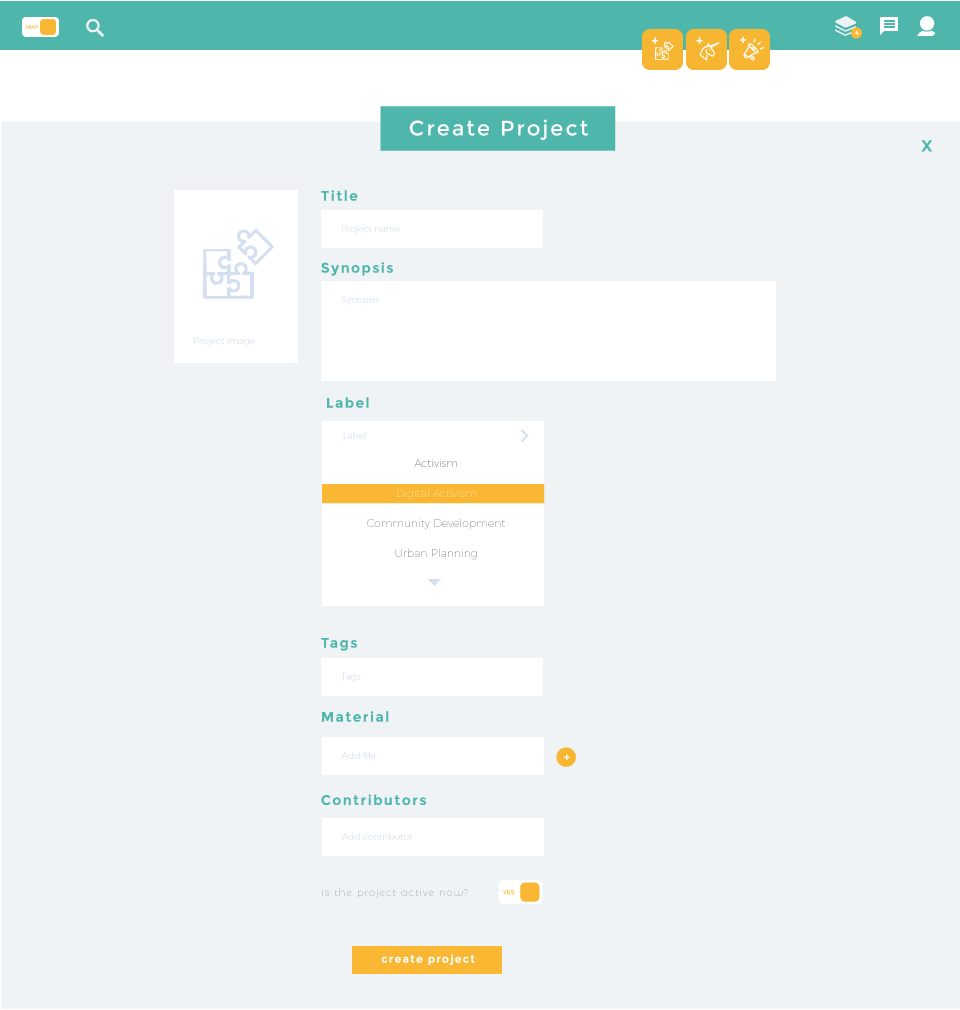 MAP
4
Create Project
X
Title
Project name
Synopsis
Synopsis
Project image
Label
Label
Activism
Digital Activism
Community Development
Urban Planning
Tags
Tags
Material
Add file
+
Contributors
Add contributor
is the project active now?
YES
create project